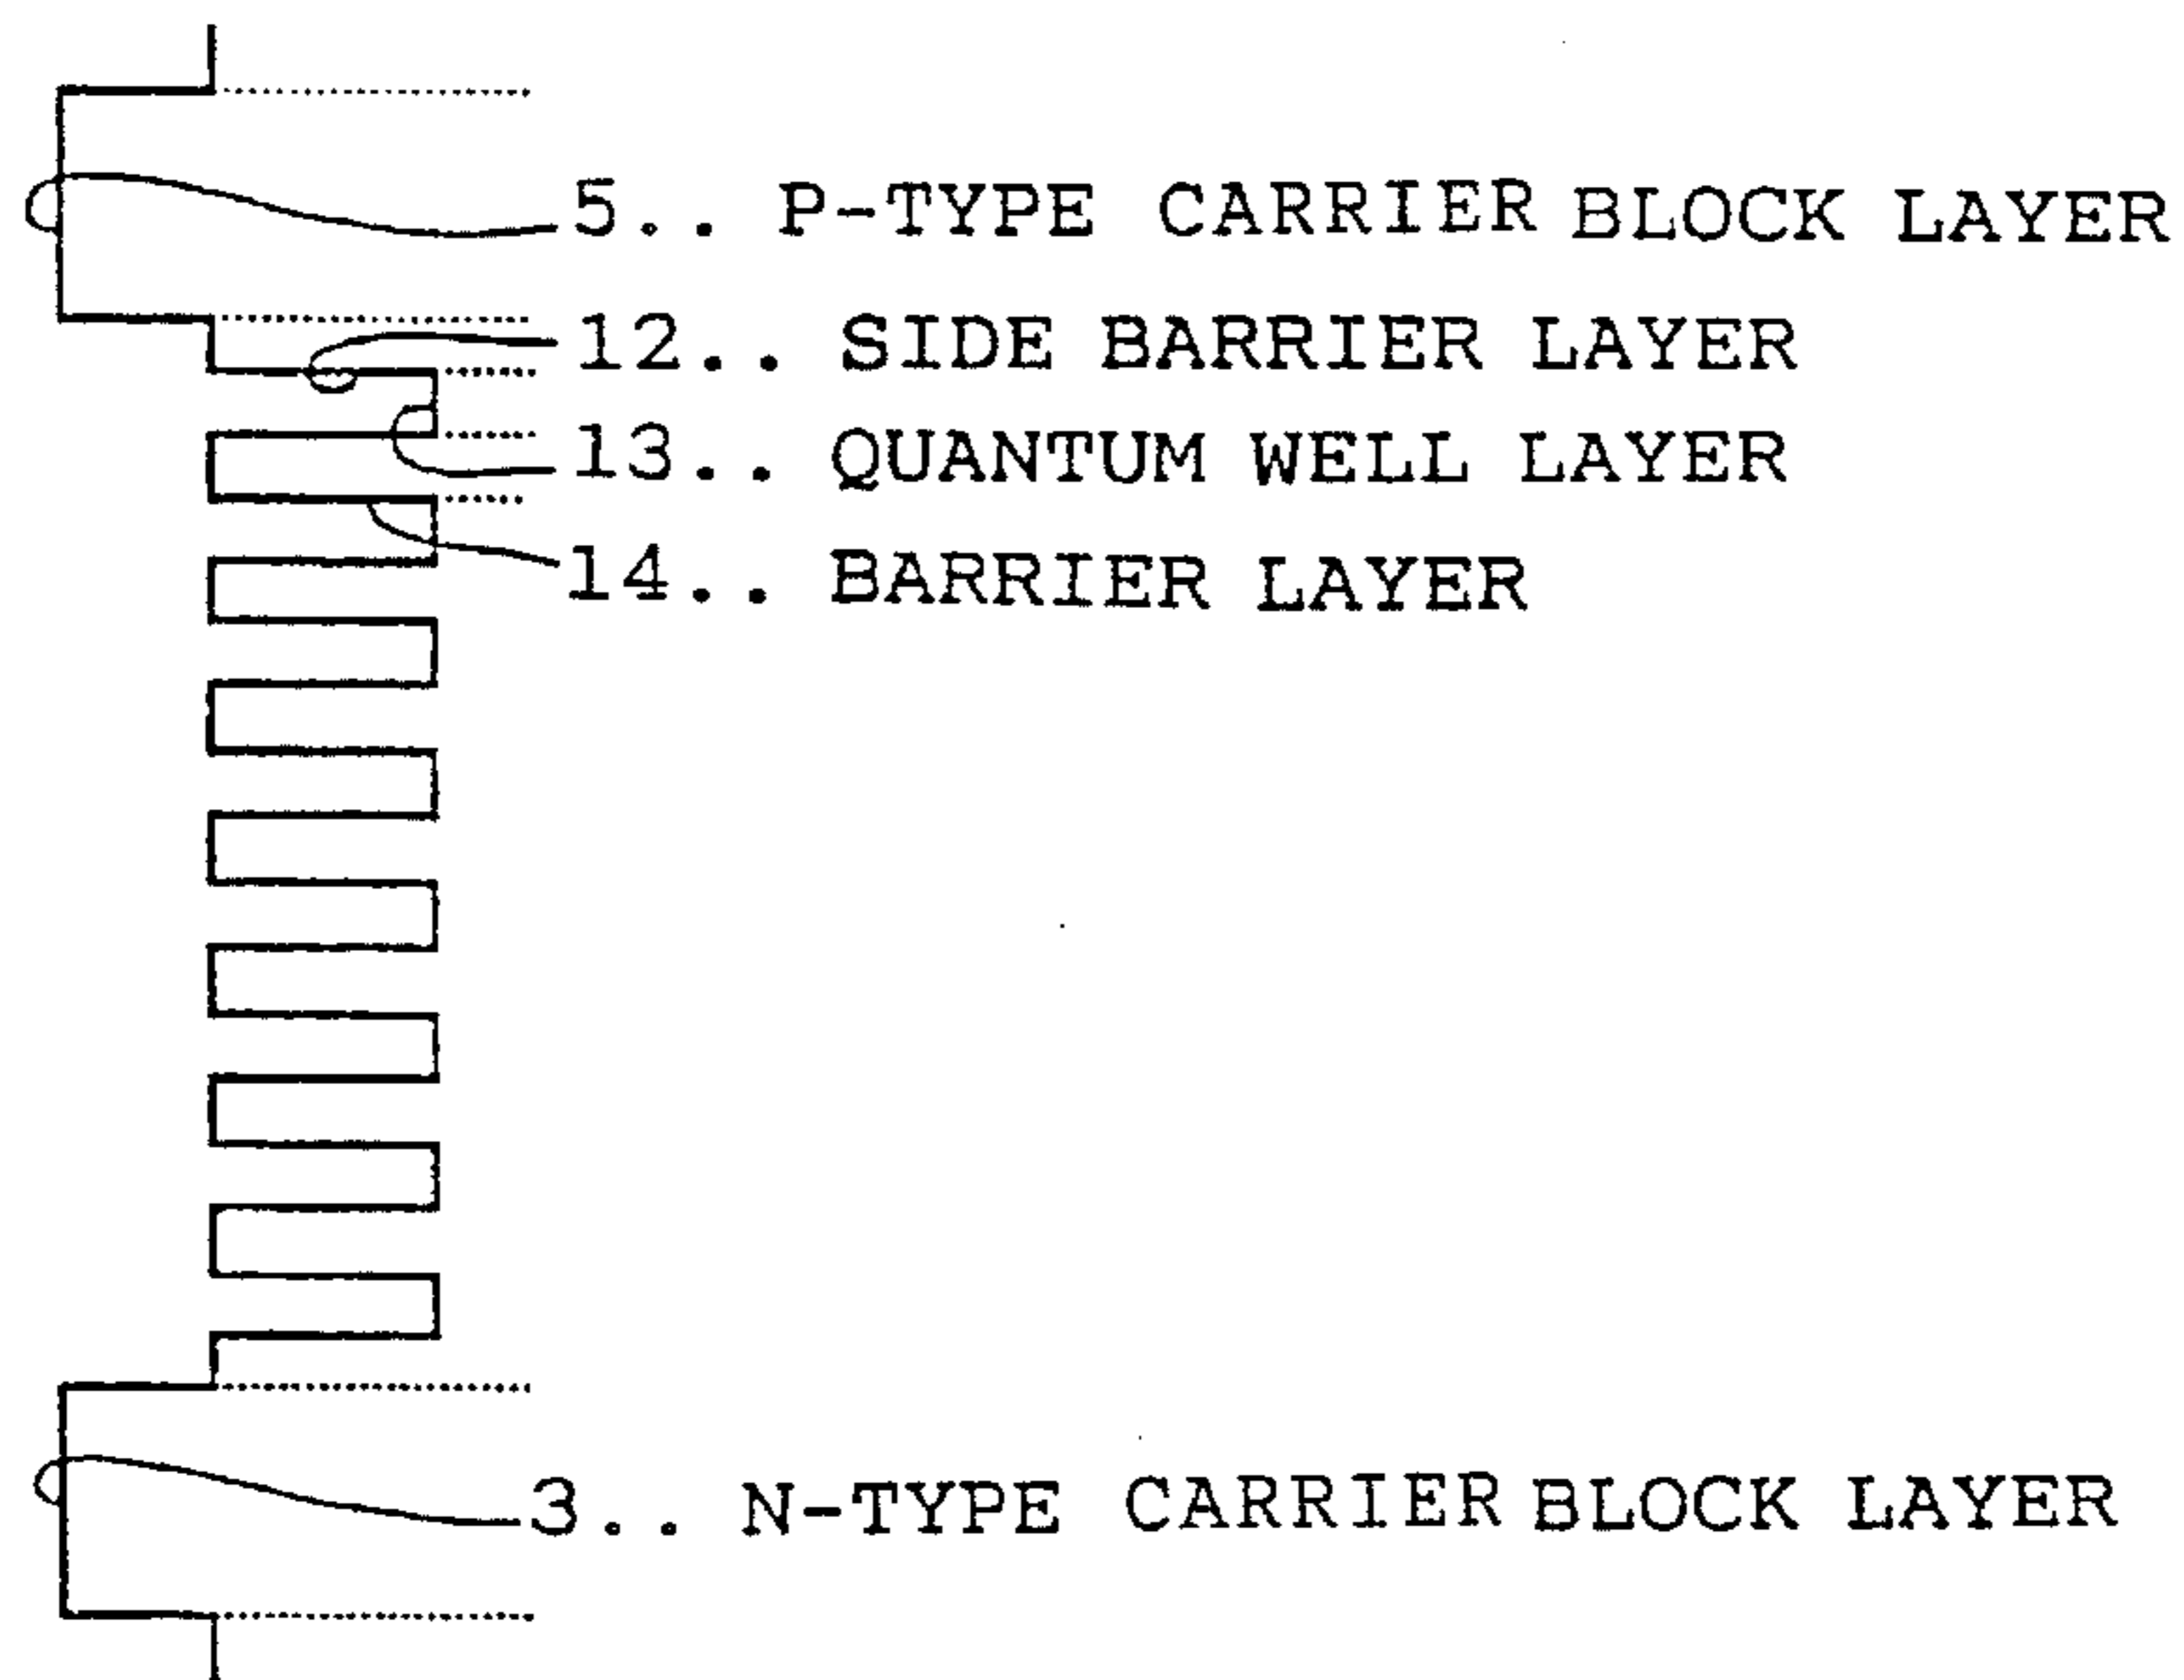 5.. P-TYPE CARRIER BLOCK LAYER
12.. SIDE BARRIER LAYER
13.. QUANTUM WELL LAYER
14.. BARRIER LAYER
3.. N-TYPE CARRIER BLOCK LAYER